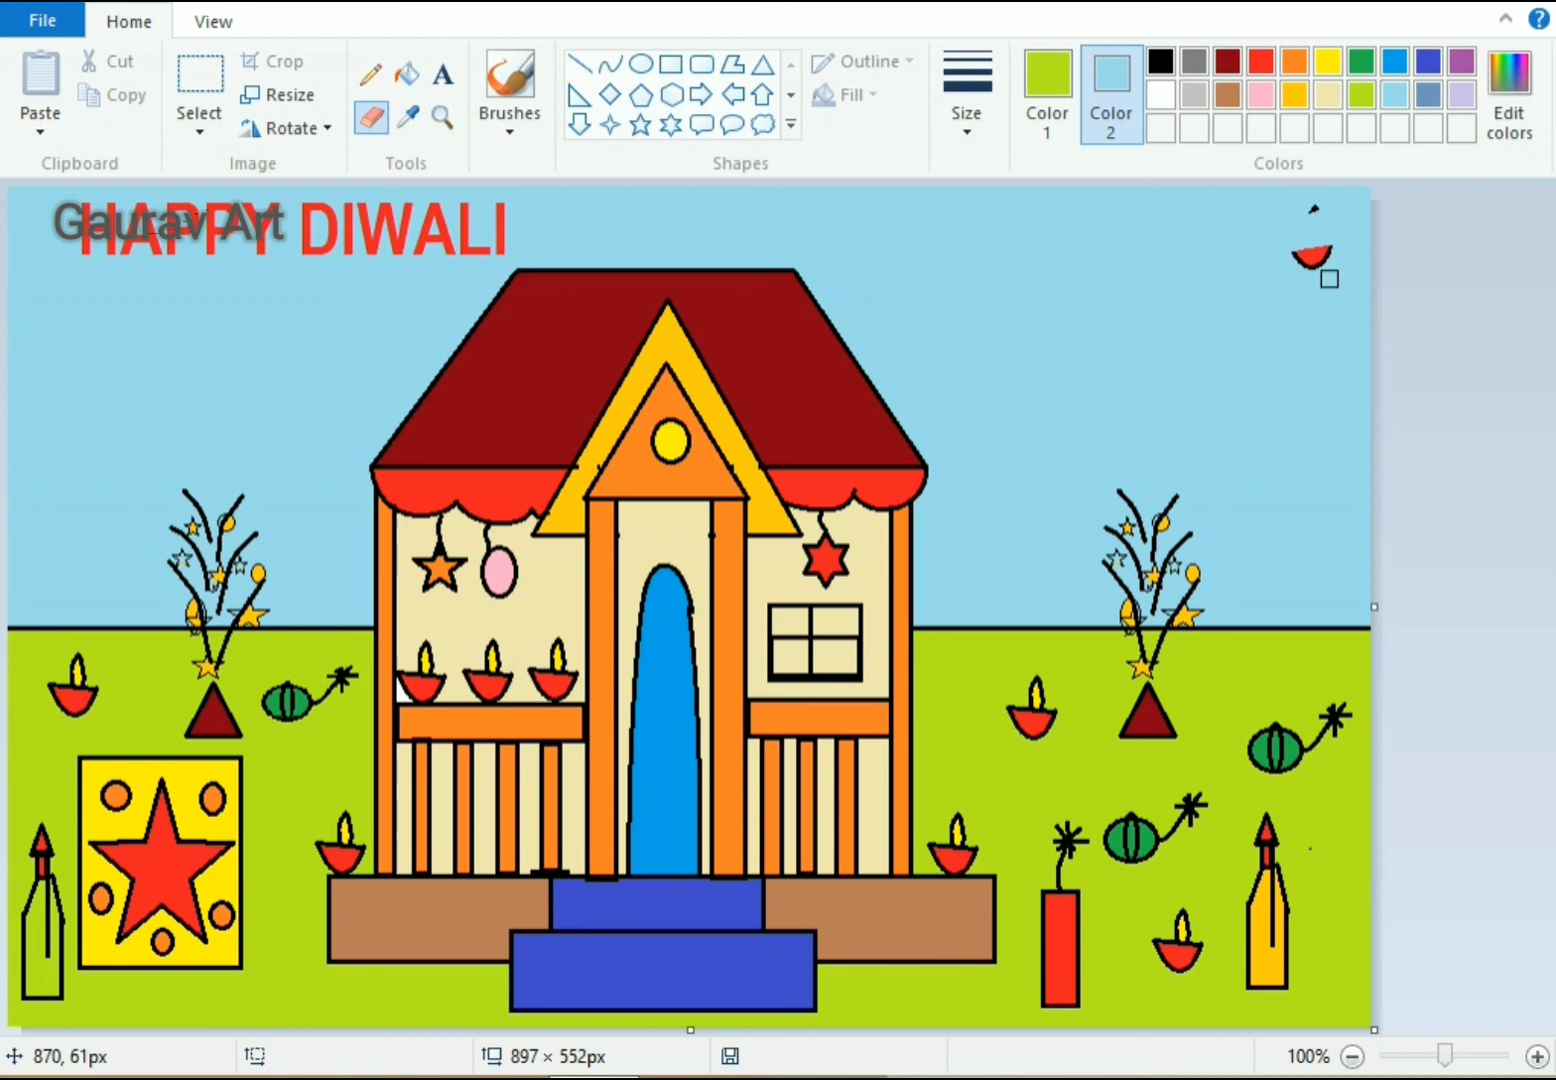 File Home View
Paste
Cut
Copy
Clipboard
Select
Crop
Resize
Rotate
Image
A
Tools
Brushes
Shapes
Outline
Fill
Size
Color
1
Color
2
Edit
colors
Colors
?
Gaurav Art
HAPPY DIWALI
870, 61px
897 × 552px
100%